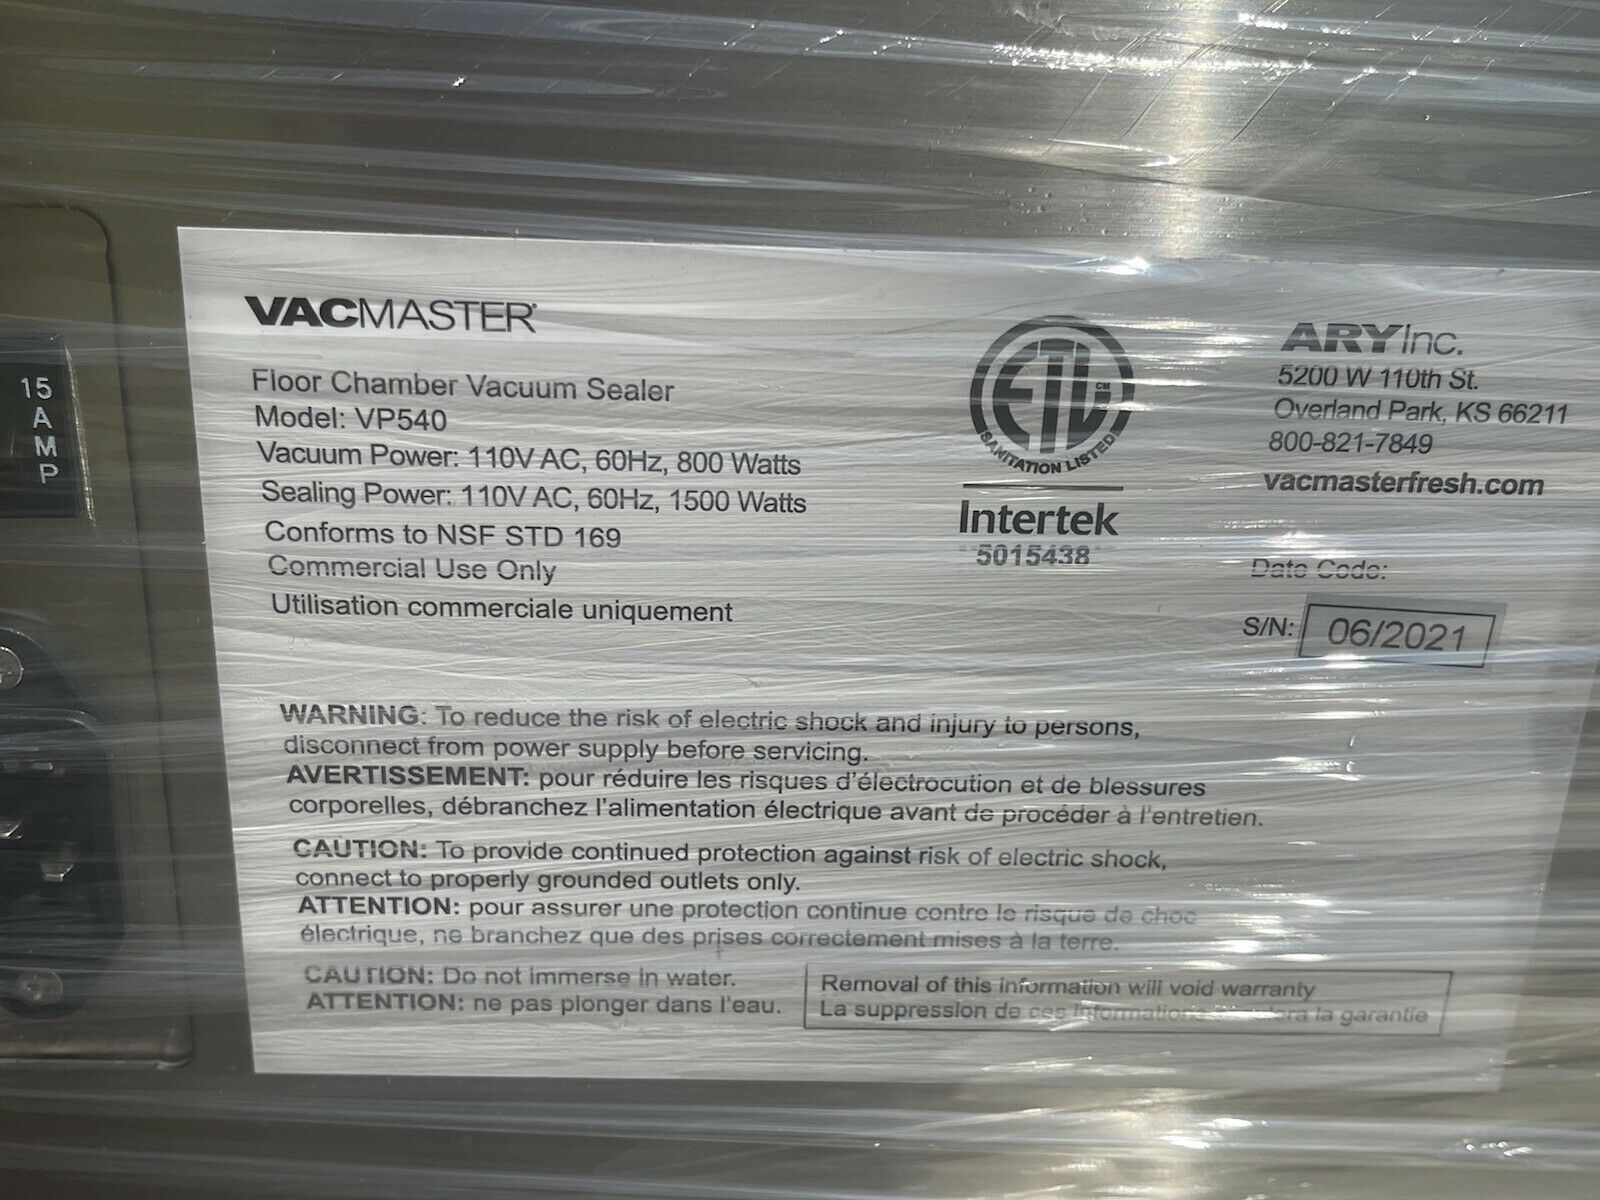 15
A
M
P
VACMASTER®
Floor Chamber Vacuum Sealer
Model: VP540
Vacuum Power: 110V AC, 60Hz, 800 Watts
Sealing Power: 110V AC, 60Hz, 1500 Watts
Conforms to NSF STD 169
Commercial Use Only
Utilisation commerciale uniquement
ETL CM
SANITATION LISTED
Intertek
5015438
ARY Inc.
5200 W 110th St.
Overland Park, KS 66211
800-821-7849
vacmasterfresh.com
Date Code:
S/N: 06/2021
WARNING: To reduce the risk of electric shock and injury to persons,
disconnect from power supply before servicing.
AVERTISSEMENT: pour réduire les risques d'électrocution et de blessures
corporelles, débranchez l'alimentation électrique avant de procéder à l'entretien.
CAUTION: To provide continued protection against risk of electric shock,
connect to properly grounded outlets only.
ATTENTION: pour assurer une protection continue contre le risque de choc
électrique, ne branchez que des prises correctement mises à la terre.
CAUTION: Do not immerse in water.
ATTENTION: ne pas plonger dans l'eau.
Removal of this information will void warranty
La suppression de ces informations la garantie